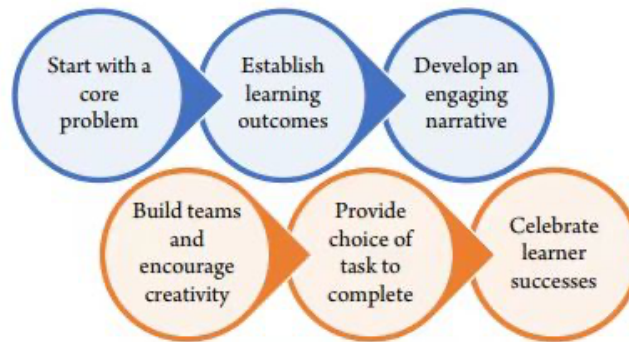 Start with a
core
problem
Establish
learning
outcomes
Develop an
engaging
narrative
Build teams
and
encourage
creativity
Provide
choice of
task to
complete
Celebrate
learner
successes